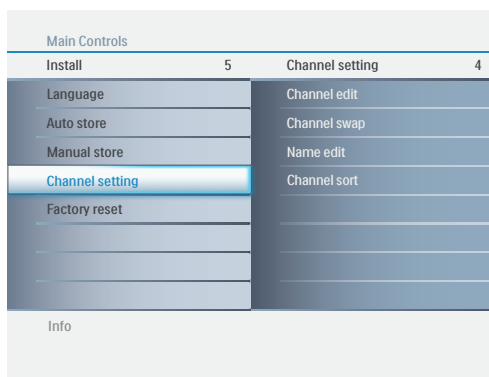 Main Controls
Install 5 Channel setting 4
Language Channel edit
Auto store Channel swap
Manual store Name edit
Channel setting Channel sort
Factory reset
Info